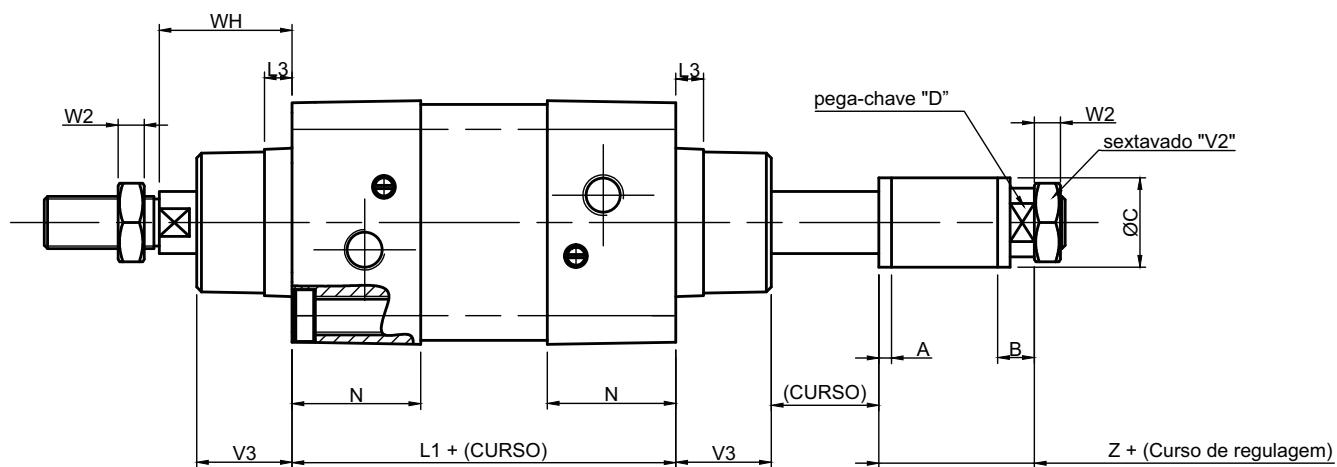 WH
L3
L3
W2
pega-chave "D”
W2
sextavado "V2"
ØC
A
B
N
N
(CURSO)
V3
L1 + (CURSO)
V3
Z + (Curso de regulagem)